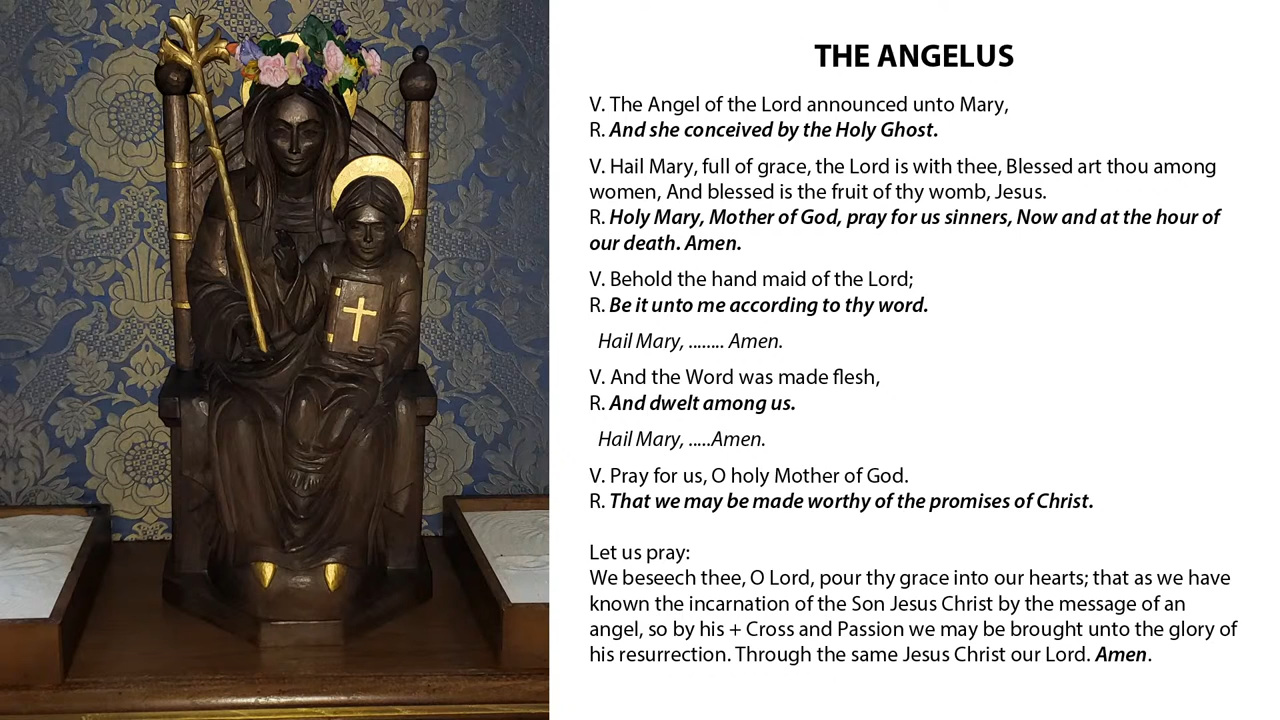 THE ANGELUS
V. The Angel of the Lord announced unto Mary,
R. And she conceived by the Holy Ghost.
V. Hail Mary, full of grace, the Lord is with thee, Blessed art thou among
women, And blessed is the fruit of thy womb, Jesus.
R. Holy Mary, Mother of God, pray for us sinners, Now and at the hour of
our death. Amen.
V. Behold the hand maid of the Lord;
R. Be it unto me according to thy word.
Hail Mary, ........ Amen.
V. And the Word was made flesh,
R. And dwelt among us.
Hail Mary, .....Amen.
V. Pray for us, O holy Mother of God.
R. That we may be made worthy of the promises of Christ.
Let us pray:
We beseech thee, O Lord, pour thy grace into our hearts; that as we have
known the incarnation of the Son Jesus Christ by the message of an
angel, so by his + Cross and Passion we may be brought unto the glory of
his resurrection. Through the same Jesus Christ our Lord. Amen.